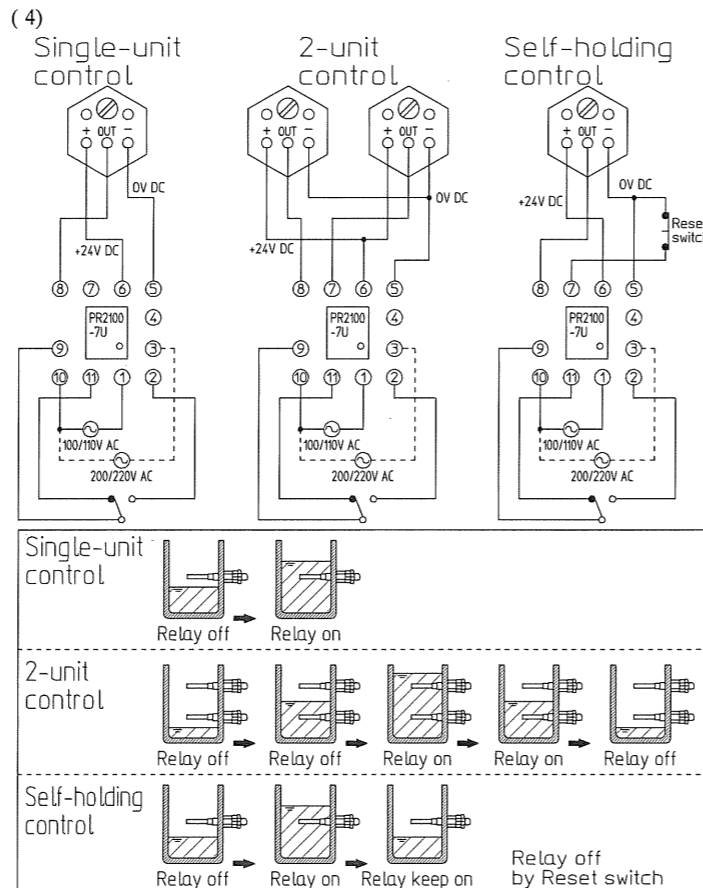 ( 4)
Single-unit control
2-unit control
Self-holding control
+ OUT −
+ OUT − + OUT −
+ OUT −
0V DC
+24V DC
0V DC
+24V DC
0V DC
+24V DC
Reset
switch
8 7 6 5
8 7 6 5
8 7 6 5
PR2100
-7U
4
PR2100
-7U
4
PR2100
-7U
4
9 3
9 3
9 3
10 11 1 2
10 11 1 2
10 11 1 2
100/110V AC
200/220V AC
100/110V AC
200/220V AC
100/110V AC
200/220V AC
Single-unit
control
Relay off Relay on
2-unit
control
Relay off Relay off Relay on Relay on Relay off
Self-holding
control
Relay off Relay on Relay keep on
Relay off
by Reset switch